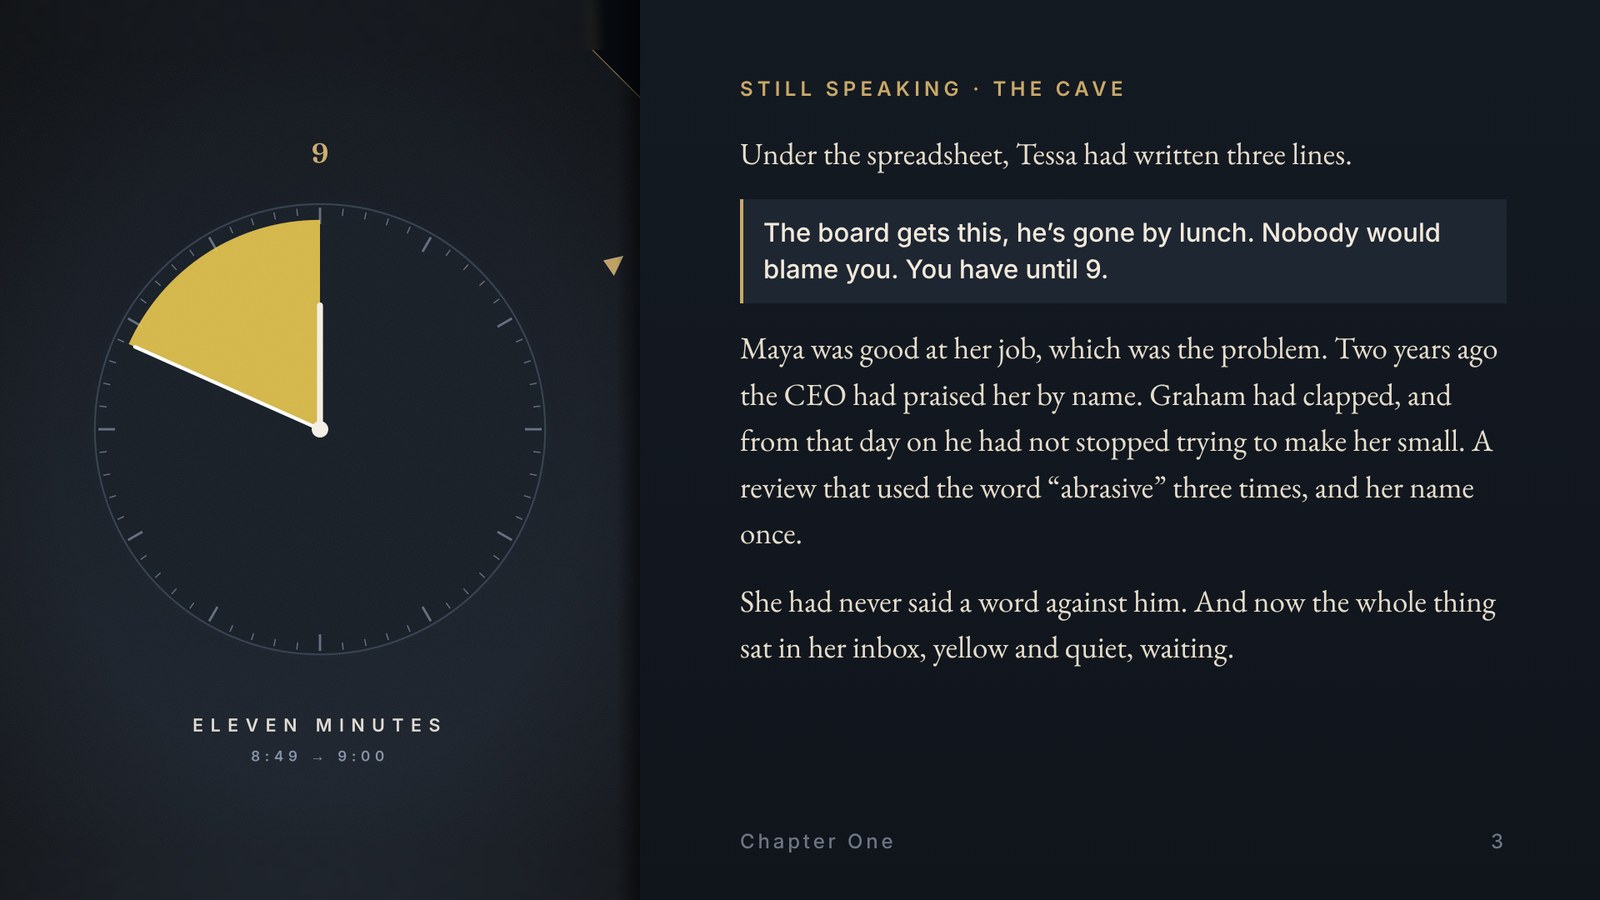 9
ELEVEN MINUTES
8:49 → 9:00
STILL SPEAKING · THE CAVE
Under the spreadsheet, Tessa had written three lines.
The board gets this, he’s gone by lunch. Nobody would
blame you. You have until 9.
Maya was good at her job, which was the problem. Two years ago
the CEO had praised her by name. Graham had clapped, and
from that day on he had not stopped trying to make her small. A
review that used the word “abrasive” three times, and her name
once.
She had never said a word against him. And now the whole thing
sat in her inbox, yellow and quiet, waiting.
Chapter One
3